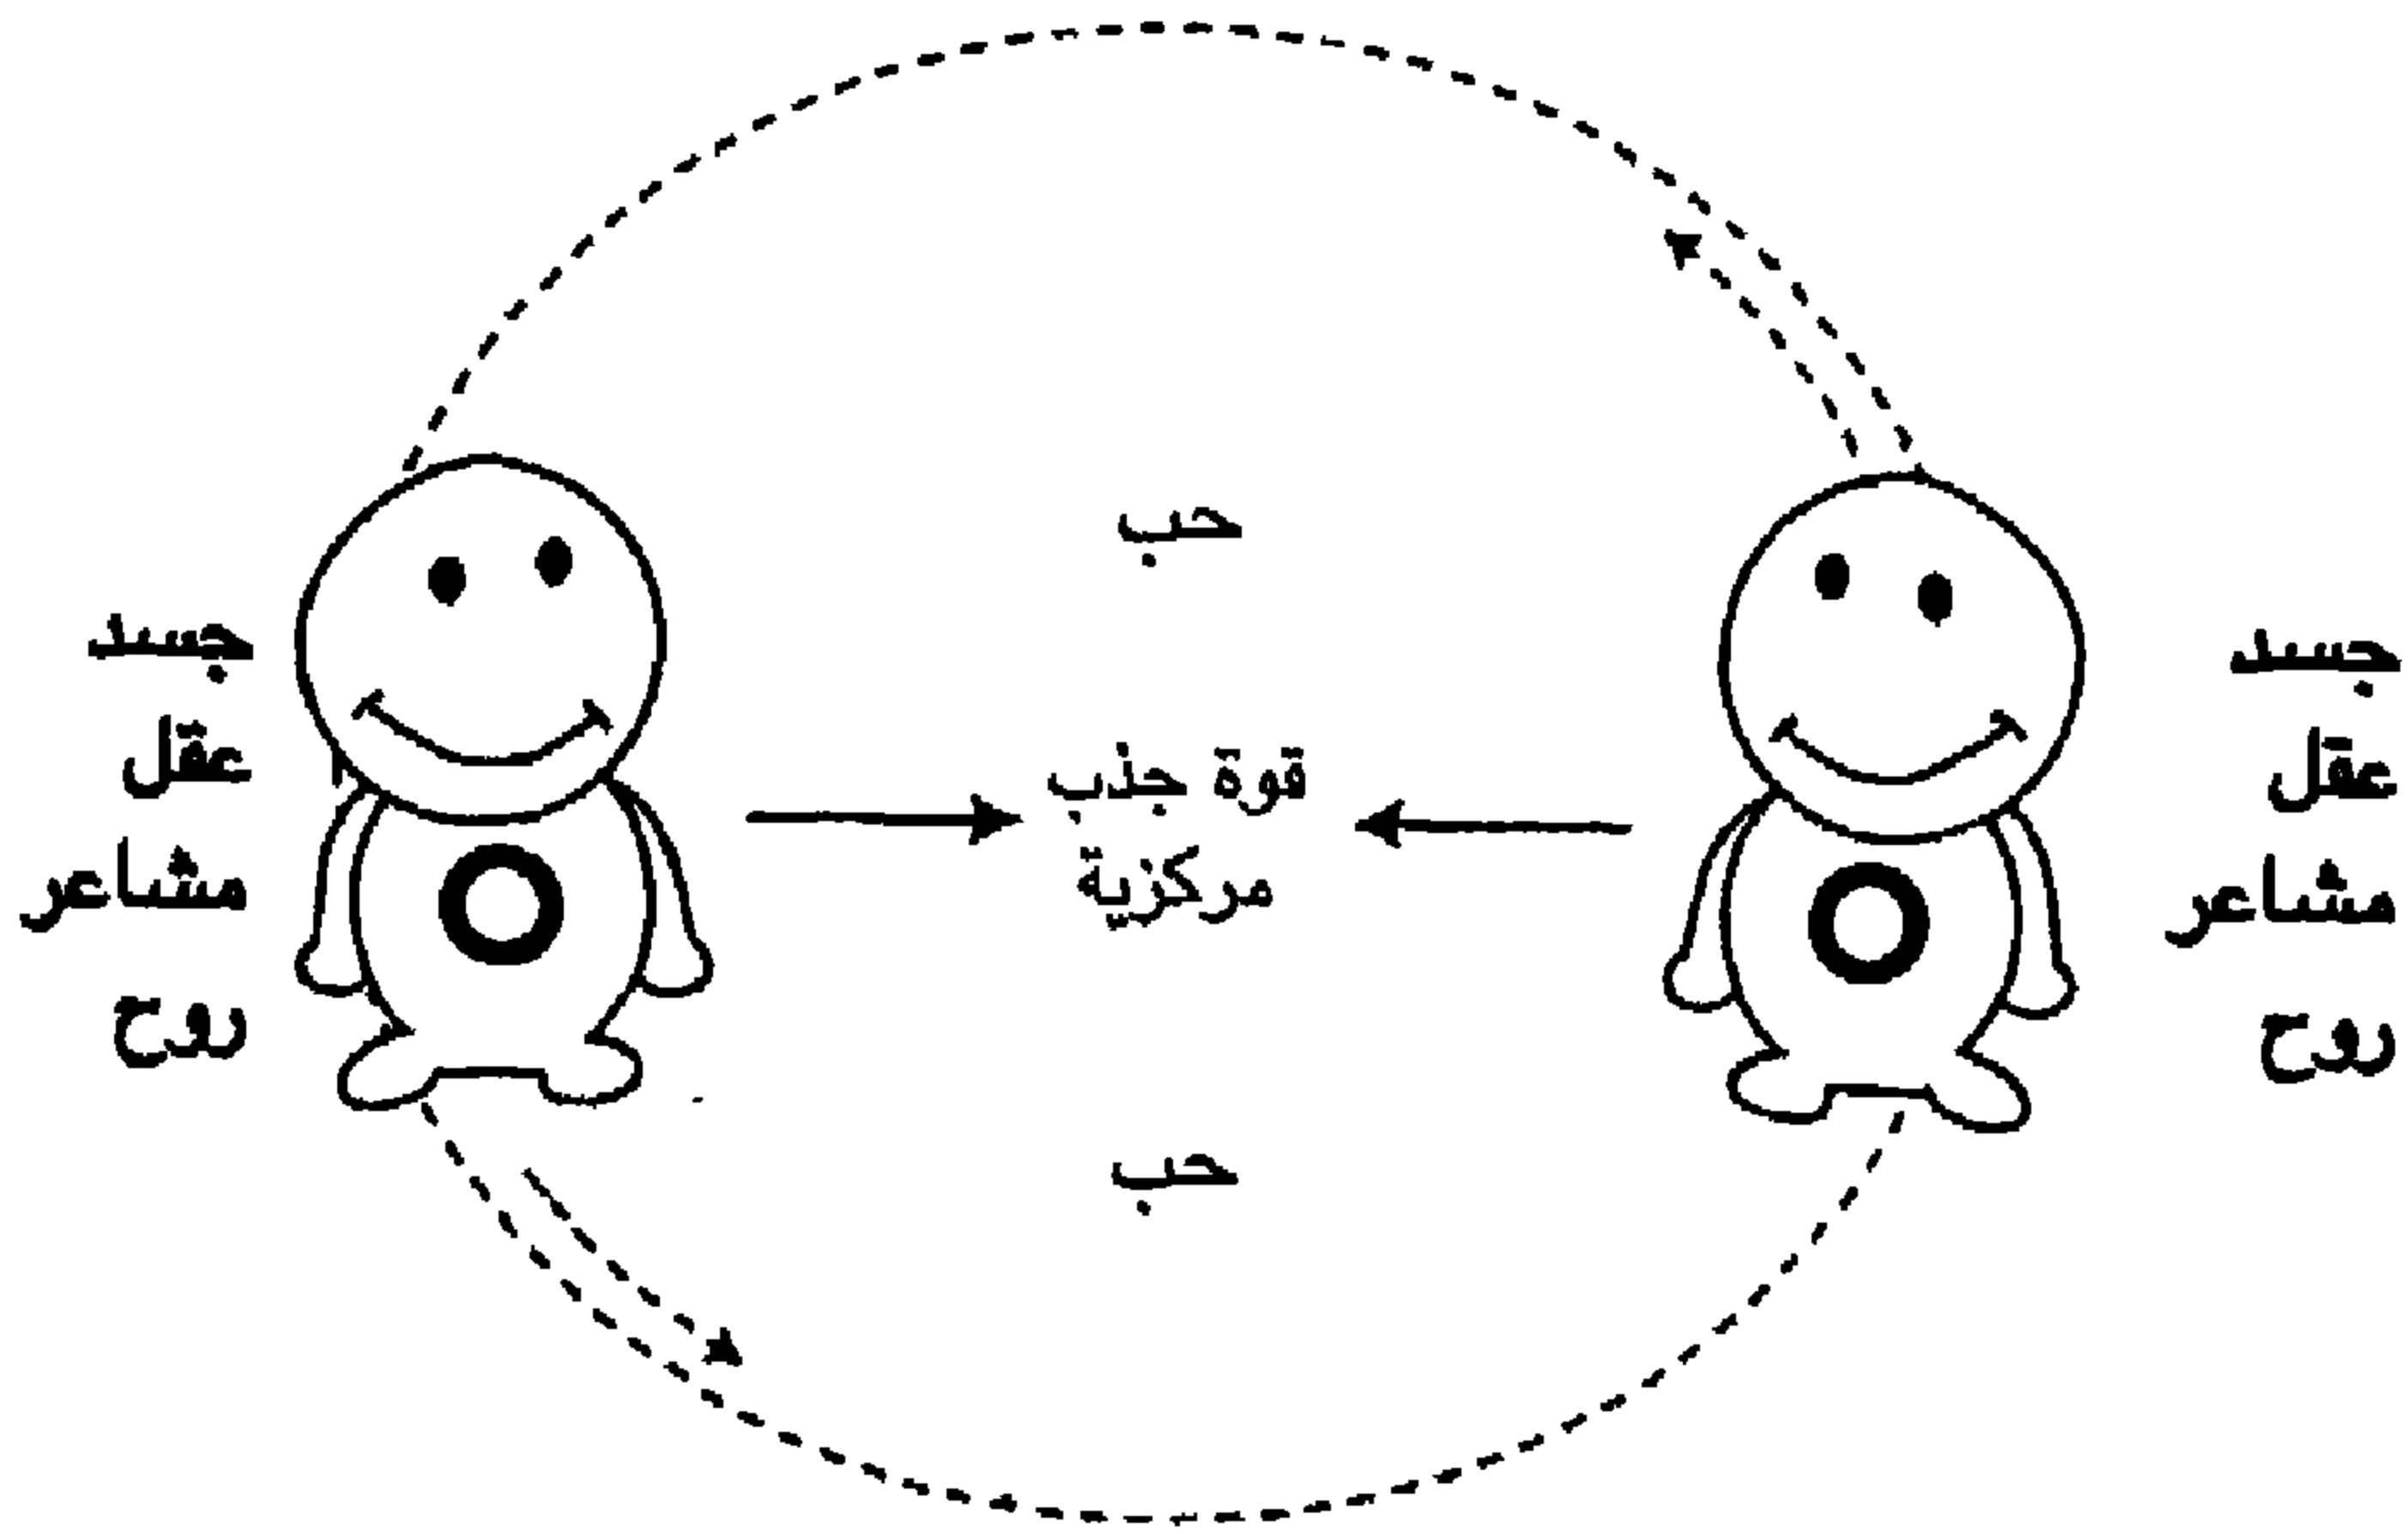 حب
جسد
عقل
مشاعر
روح
قوة جذب
مركزية
جسد
عقل
مشاعر
روح
حب